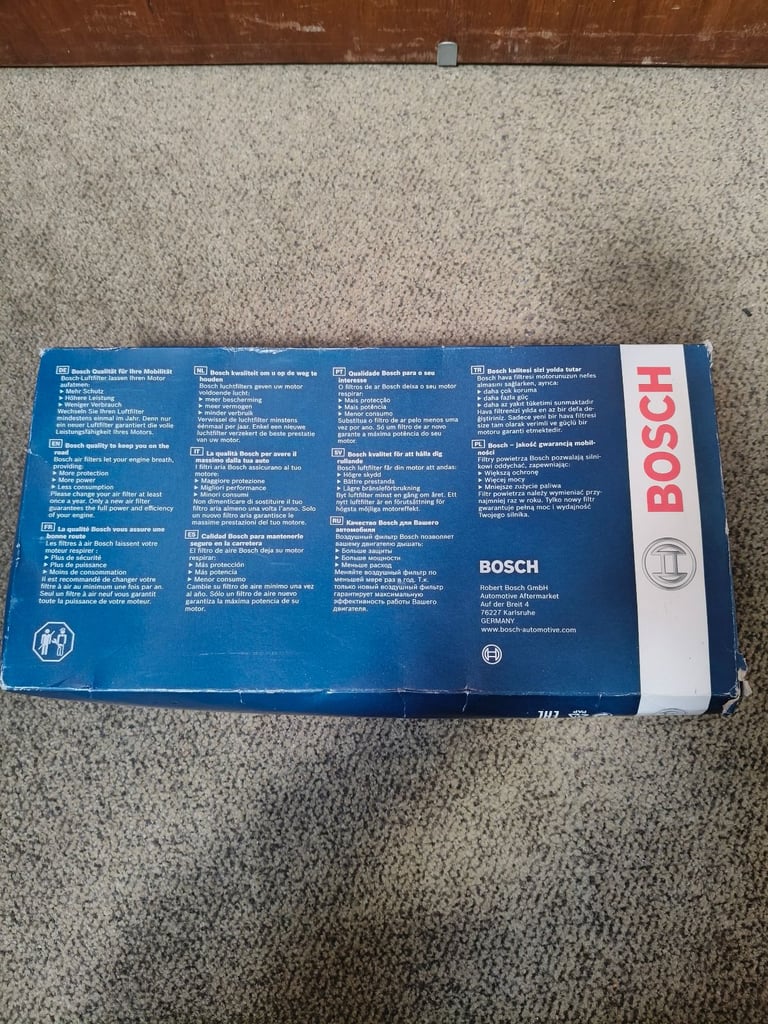 DE Bosch Qualität für Ihre Mobilität
Bosch-Luftfilter lassen Ihren Motor
aufatmen:
► Mehr Schutz
► Höhere Leistung
► Weniger Verbrauch
Wechseln Sie Ihren Luftfilter
mindestens einmal im Jahr. Denn nur
ein neuer Luftfilter garantiert die volle
Leistungsfähigkeit Ihres Motors.
EN Bosch quality to keep you on the
road
Bosch air filters let your engine breath,
providing:
► More protection
► More power
► Less consumption
Please change your air filter at least
once a year. Only a new air filter
guarantees the full power and efficiency
of your engine.
FR La qualité Bosch vous assure une
bonne route
Les filtres à air Bosch laissent votre
moteur respirer :
► Plus de sécurité
► Plus de puissance
► Moins de consommation
Il est recommandé de changer votre
filtre à air au minimum une fois par an.
Seul un filtre à air neuf vous garantit
toute la puissance de votre moteur.
NL Bosch kwaliteit om u op de weg te
houden
Bosch luchtfilters geven uw motor
voldoende lucht:
► meer bescherming
► meer vermogen
► minder verbruik
Verwissel de luchtfilter minstens
éénmaal per jaar. Enkel een nieuwe
luchtfilter verzekert de beste prestatie
van uw motor.
IT La qualità Bosch per avere il
massimo dalla tua auto
I filtri aria Bosch assicurano al tuo
motore:
► Maggiore protezione
► Migliori performance
► Minori consumi
Non dimenticare di sostituire il tuo
filtro aria almeno una volta l'anno. Solo
un nuovo filtro aria garantisce le
massime prestazioni del tuo motore.
ES Calidad Bosch para mantenerle
seguro en la carretera
El filtro de aire Bosch deja su motor
respirar:
► Más protección
► Más potencia
► Menor consumo
Cambie su filtro de aire minimo una vez
al año. Sólo un filtro de aire nuevo
garantiza la máxima potencia de su
motor.
PT Qualidade Bosch para o seu
interesse
O filtros de ar Bosch deixa o seu motor
respirar:
► Mais protecção
► Mais potência
► Menor consumo
Substitua o filtro de ar pelo menos uma
vez por ano. Só um filtro de ar novo
garante a máxima potência do seu
motor.
SV Bosch kvalitet för att hålla dig
rullande
Bosch luftfilter får din motor att andas:
► Högre skydd
► Bättre prestanda
► Lägre bränsleförbrukning
Byt luftfilter minst en gång om året. Ett
nytt luftfilter är en förutsättning för
högsta möjliga motoreffekt.
RU Качество Bosch для Вашего
автомобиля
Воздушный фильтр Bosch позволяет
вашему двигателю дышать:
► Больше защиты
► Больше мощности
► Меньше расход
Меняйте воздушный фильтр по
меньшей мере раз в год. Т.к.
только новый воздушный фильтр
гарантирует максимальную
эффективность работы Вашего
двигателя.
TR Bosch kalitesi sizi yolda tutar
Bosch hava filtresi motorunuzun nefes
almasını sağlarken, ayrıca:
► daha çok koruma
► daha fazla güç
► daha az yakıt tüketimi sunmaktadır
Hava filtrenizi yılda en az bir defa de-
ğiştiriniz. Sadece yeni bir hava filtresi
size tam olarak verimli ve güçlü bir
motoru garanti etmektedir.
PL Bosch – jakość gwarancją mobil-
ności
Filtry powietrza Bosch pozwalają silni-
kowi oddychać, zapewniając:
► Większą ochronę
► Więcej mocy
► Mniejsze zużycie paliwa
Filtr powietrza należy wymieniać przy-
najmniej raz w roku. Tylko nowy filtr
gwarantuje pełną moc i wydajność
Twojego silnika.
BOSCH
Robert Bosch GmbH
Automotive Aftermarket
Auf der Breit 4
76227 Karlsruhe
GERMANY
www.bosch-automotive.com
BOSCH
PAP